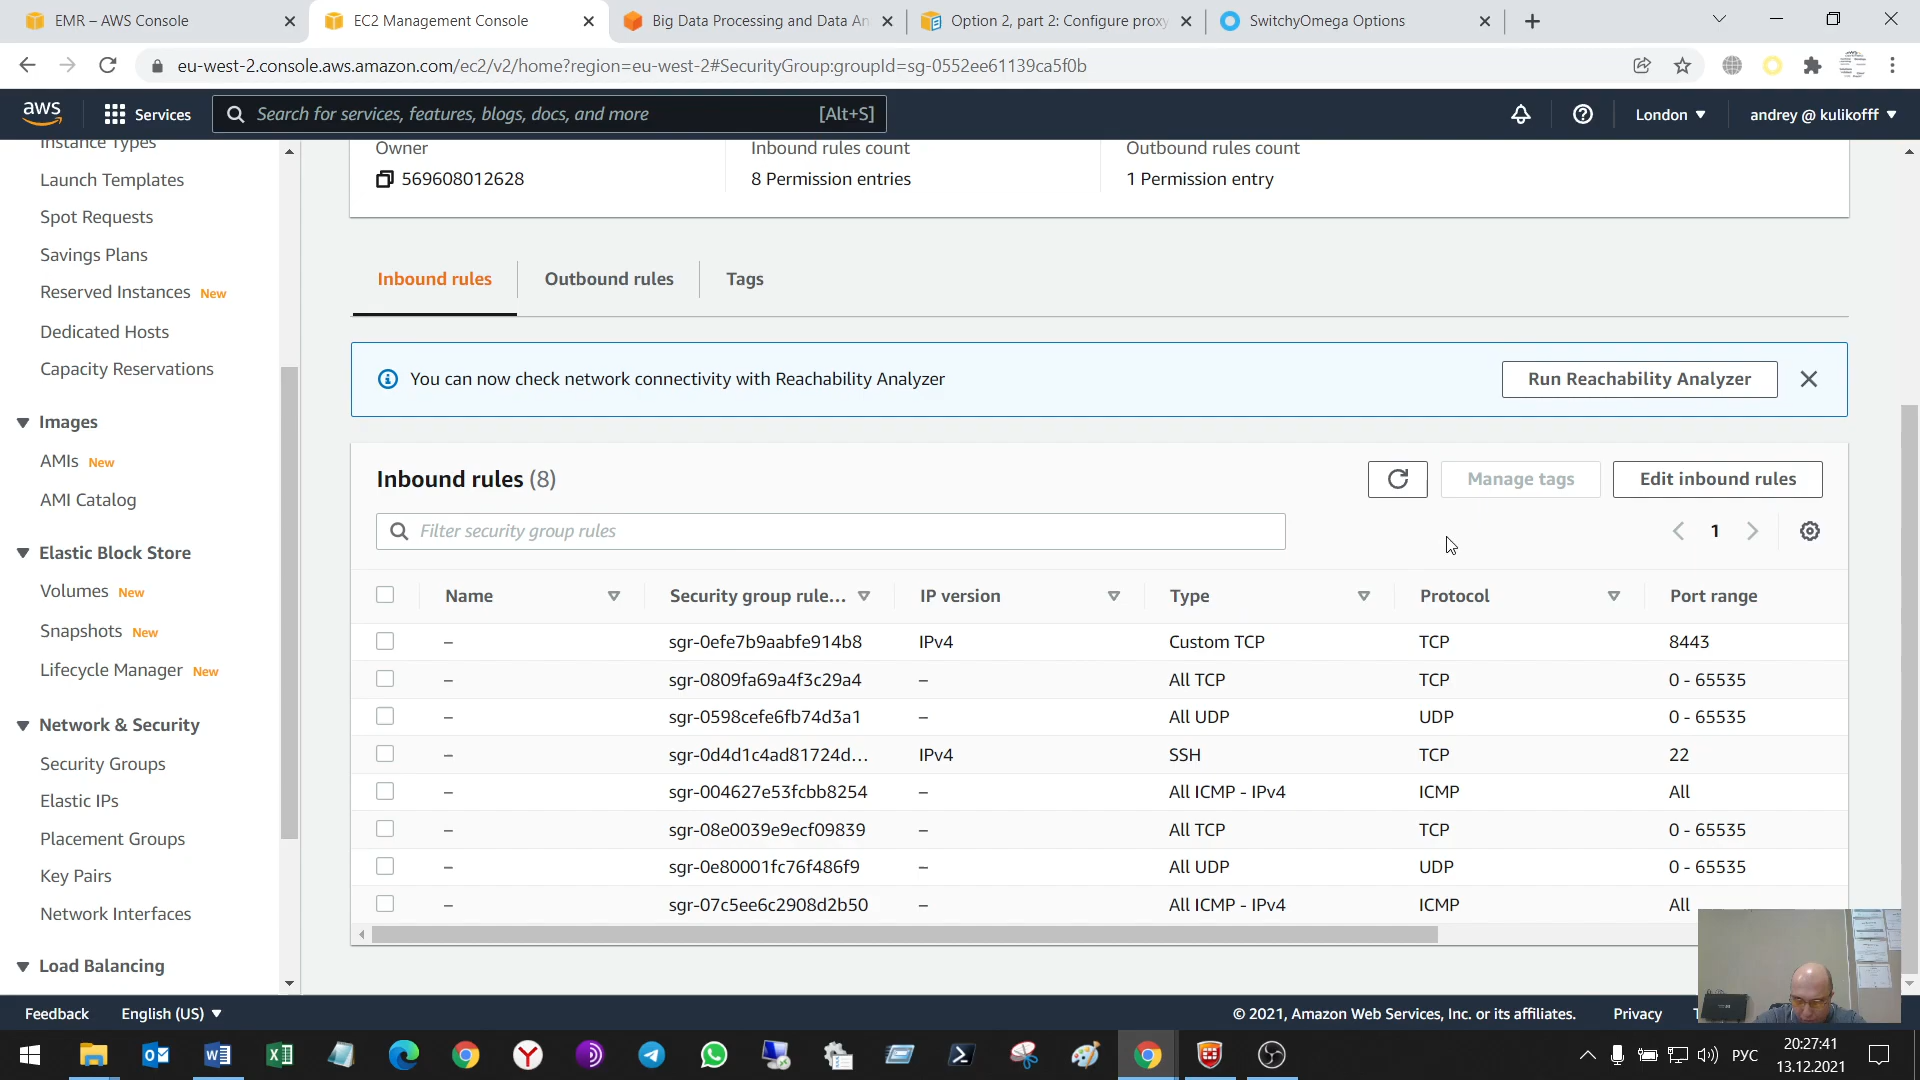 EMR – AWS Console
EC2 Management Console
Big Data Processing and Data An
Option 2, part 2: Configure proxy
SwitchyOmega Options
eu-west-2.console.aws.amazon.com/ec2/v2/home?region=eu-west-2#SecurityGroup:groupId=sg-0552ee61139ca5f0b
aws
Services
Search for services, features, blogs, docs, and more
[Alt+S]
London
andrey @ kulikofff
Instance Types
Launch Templates
Spot Requests
Savings Plans
Reserved Instances New
Dedicated Hosts
Capacity Reservations
Images
AMIs New
AMI Catalog
Elastic Block Store
Volumes New
Snapshots New
Lifecycle Manager New
Network & Security
Security Groups
Elastic IPs
Placement Groups
Key Pairs
Network Interfaces
Load Balancing
Owner
569608012628
Inbound rules count
8 Permission entries
Outbound rules count
1 Permission entry
Inbound rules
Outbound rules
Tags
You can now check network connectivity with Reachability Analyzer
Run Reachability Analyzer
Inbound rules (8)
Manage tags
Edit inbound rules
Filter security group rules
1
Name Security group rule... IP version Type Protocol Port range
– sgr-0efe7b9aabfe914b8 IPv4 Custom TCP TCP 8443
– sgr-0809fa69a4f3c29a4 – All TCP TCP 0 - 65535
– sgr-0598cefe6fb74d3a1 – All UDP UDP 0 - 65535
– sgr-0d4d1c4ad81724d... IPv4 SSH TCP 22
– sgr-004627e53fcbb8254 – All ICMP - IPv4 ICMP All
– sgr-08e0039e9ecf09839 – All TCP TCP 0 - 65535
– sgr-0e80001fc76f486f9 – All UDP UDP 0 - 65535
– sgr-07c5ee6c2908d2b50 – All ICMP - IPv4 ICMP All
Feedback
English (US)
© 2021, Amazon Web Services, Inc. or its affiliates.
Privacy
РУС
20:27:41
13.12.2021